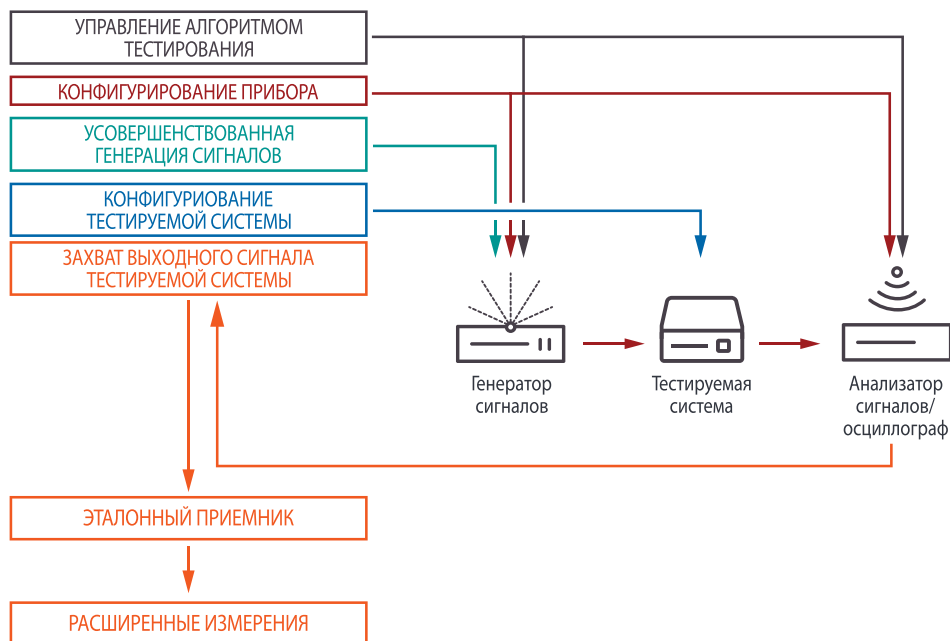 УПРАВЛЕНИЕ АЛГОРИТМОМ
ТЕСТИРОВАНИЯ
КОНФИГУРИРОВАНИЕ ПРИБОРА
УСОВЕРШЕНСТВОВАННАЯ
ГЕНЕРАЦИЯ СИГНАЛОВ
КОНФИГУРИОВАНИЕ
ТЕСТИРУЕМОЙ СИСТЕМЫ
ЗАХВАТ ВЫХОДНОГО СИГНАЛА
ТЕСТИРУЕМОЙ СИСТЕМЫ
Генератор
сигналов
Тестируемая
система
Анализатор
сигналов/
осциллограф
ЭТАЛОННЫЙ ПРИЕМНИК
РАСШИРЕННЫЕ ИЗМЕРЕНИЯ